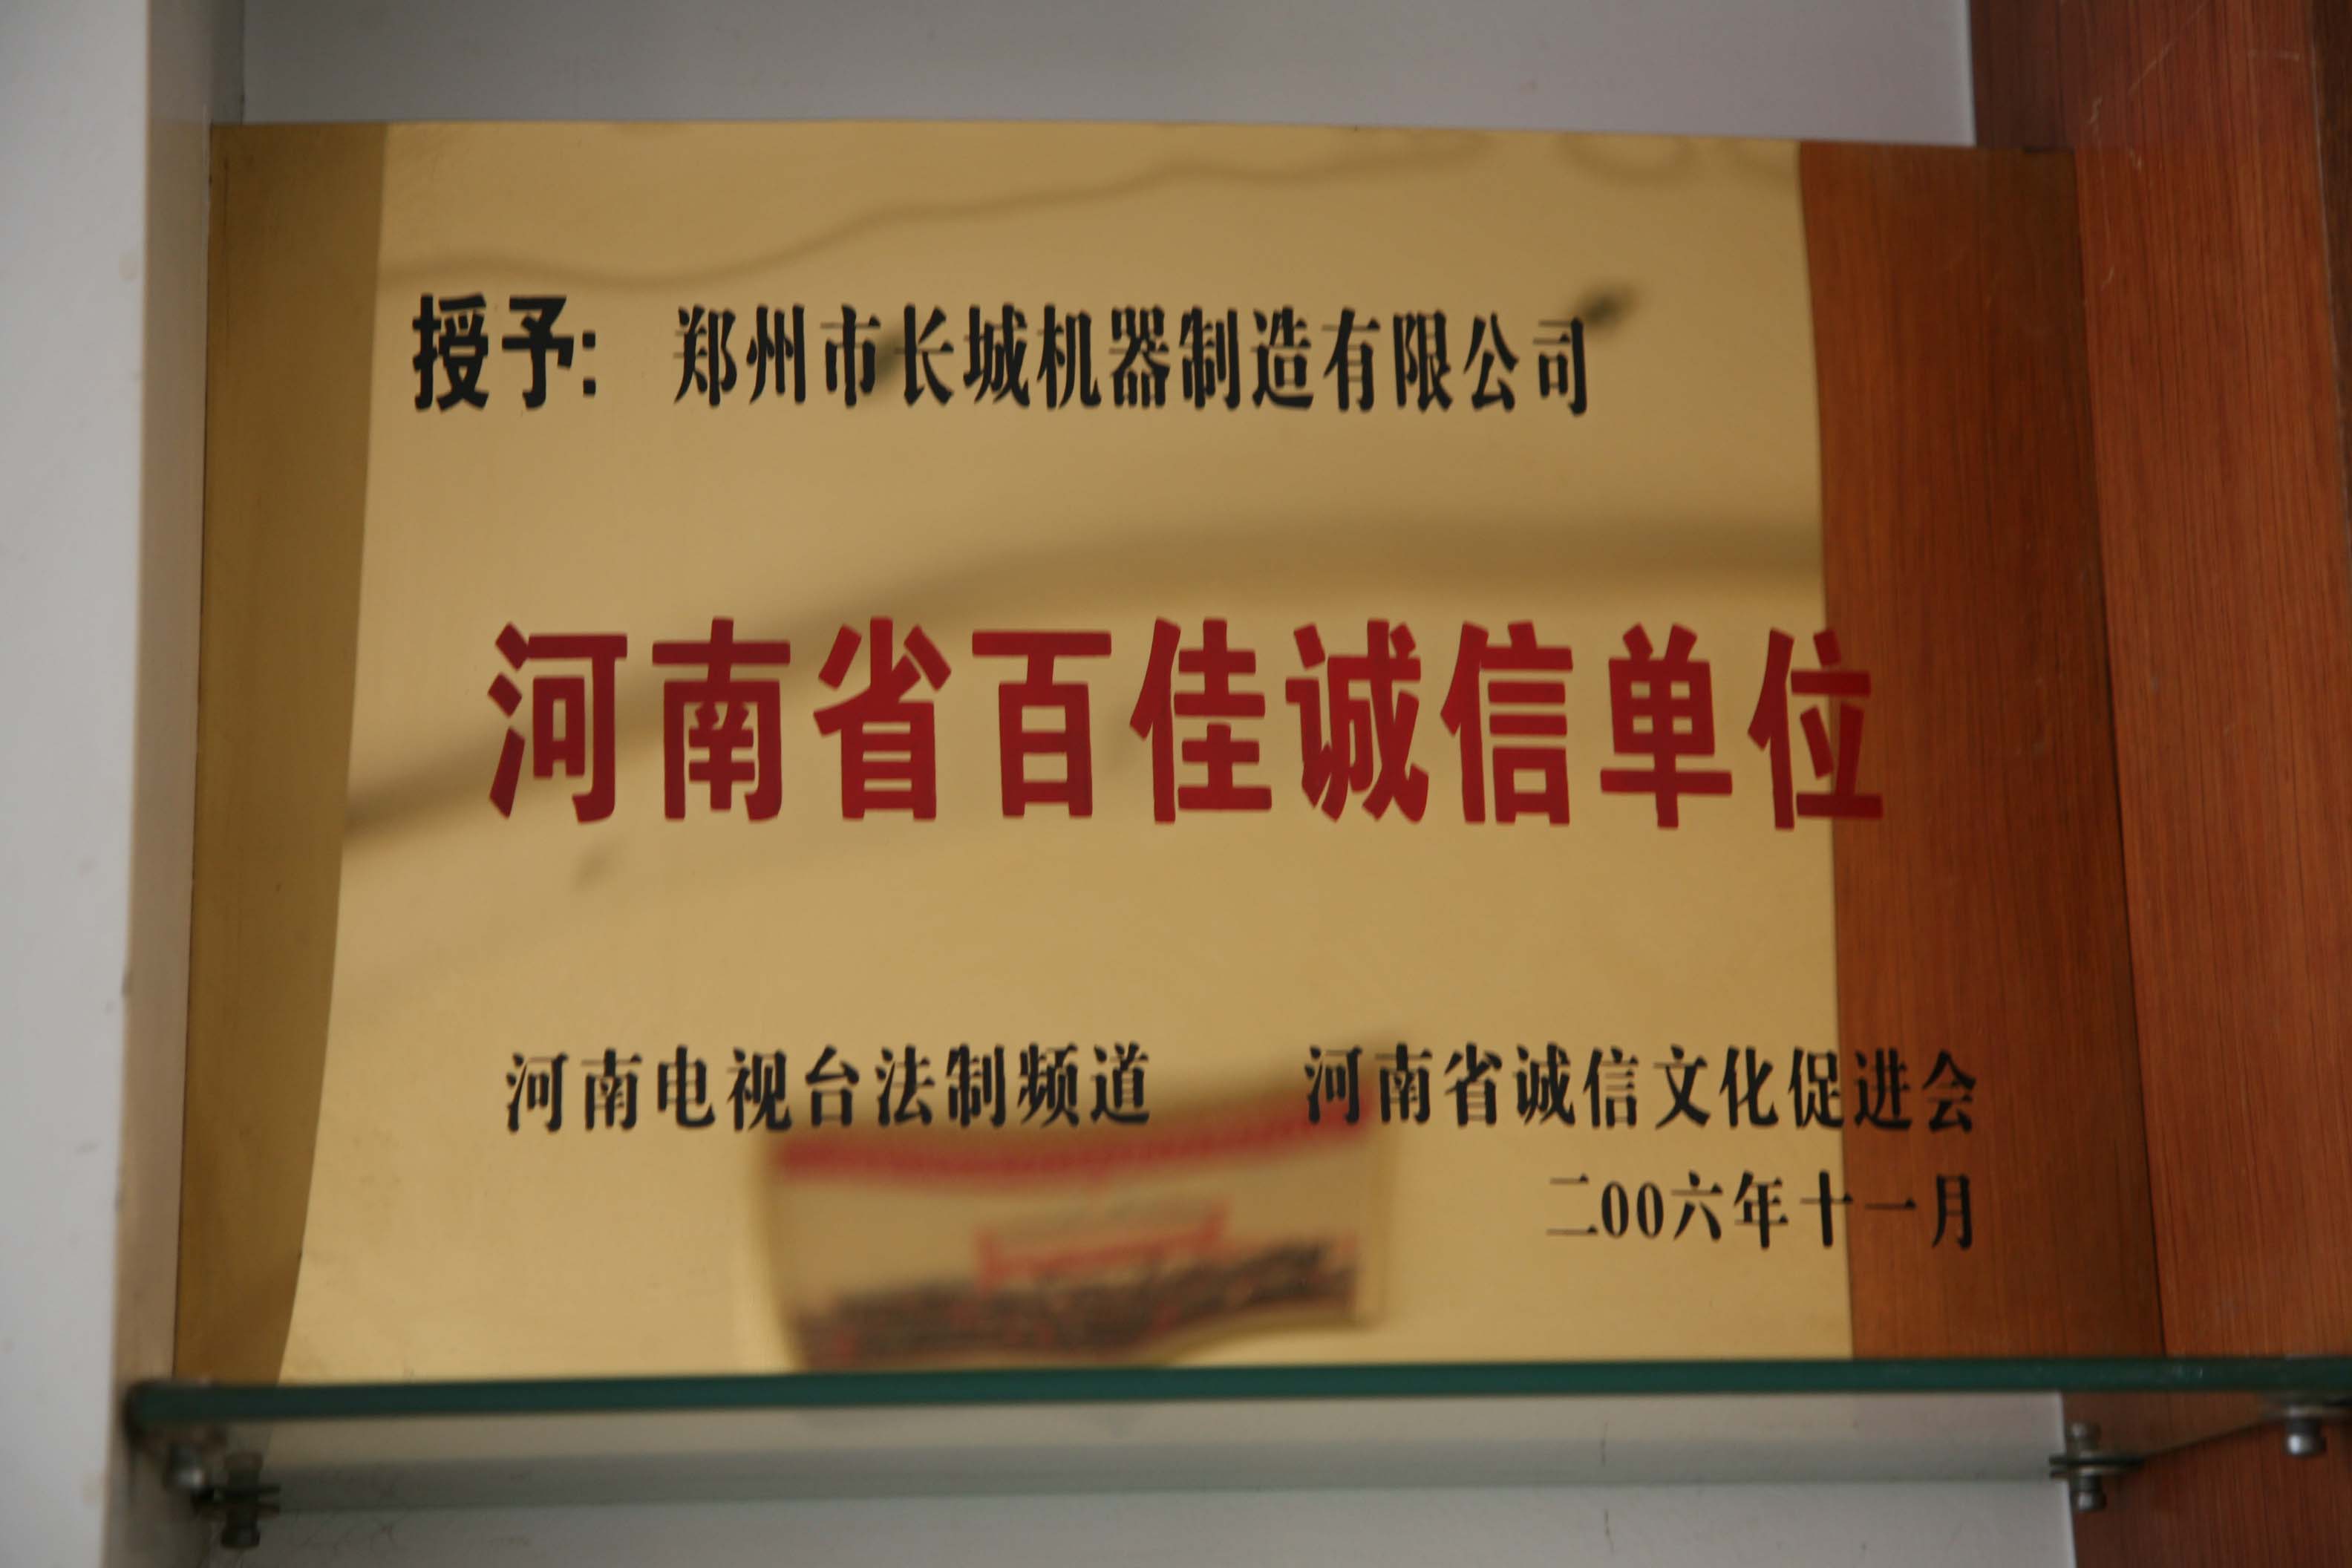 授予: 郑州市长城机器制造有限公司
河南省百佳诚信单位
河南电视台法制频道 河南省诚信文化促进会
二00六年十一月